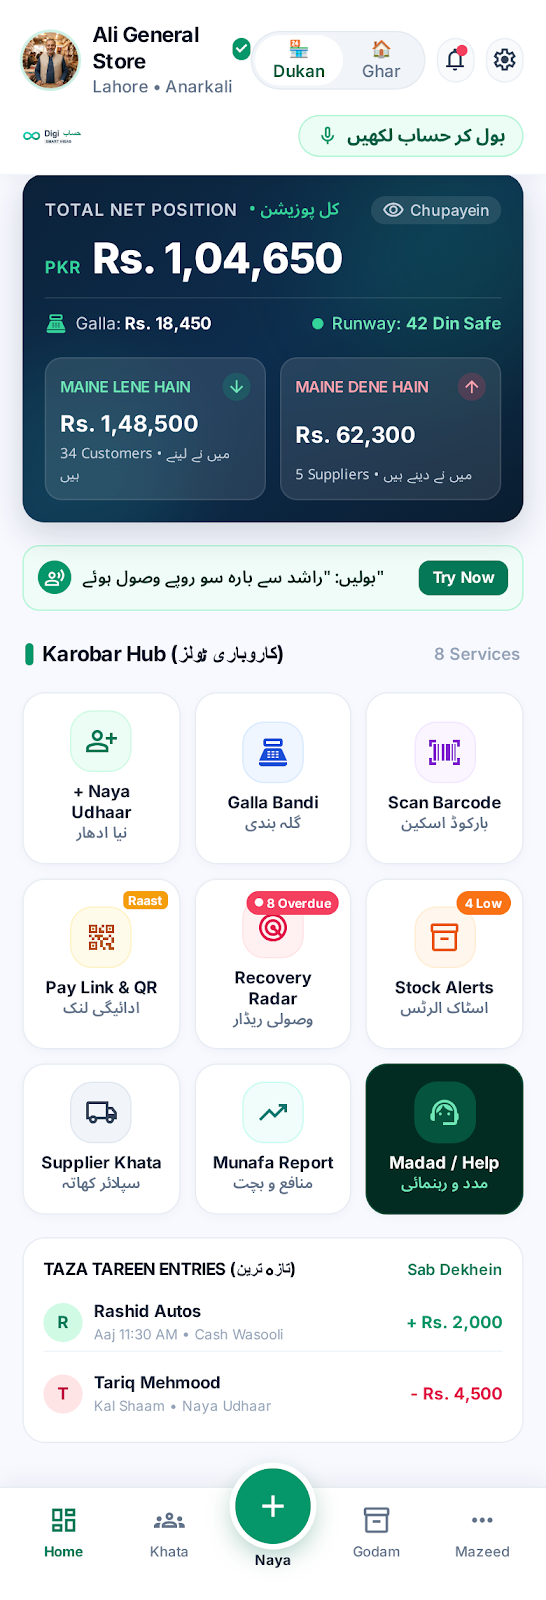 Ali General
Store
Lahore • Anarkali
Dukan
Ghar
Digi حساب
SMART HISAB
بول کر حساب لکھیں
TOTAL NET POSITION • کل پوزیشن
Chupayein
PKR Rs. 1,04,650
Galla: Rs. 18,450
Runway: 42 Din Safe
MAINE LENE HAIN
Rs. 1,48,500
34 Customers • میں نے لینے
ہیں
MAINE DENE HAIN
Rs. 62,300
5 Suppliers • میں نے دینے ہیں
بولیں: "راشد سے بارہ سو روپے وصول ہوئے"
Try Now
Karobar Hub (کاروباری ٹولز)
8 Services
+ Naya
Udhaar
نیا ادھار
Galla Bandi
گلہ بندی
Scan Barcode
بارکوڈ اسکین
Raast
Pay Link & QR
ادائیگی لنک
8 Overdue
Recovery
Radar
وصولی ریڈار
4 Low
Stock Alerts
اسٹاک الرٹس
Supplier Khata
سپلائر کھاتہ
Munafa Report
منافع و بچت
Madad / Help
مدد و رہنمائی
TAZA TAREEN ENTRIES (تازہ ترین)
Sab Dekhein
R
Rashid Autos
Aaj 11:30 AM • Cash Wasooli
+ Rs. 2,000
T
Tariq Mehmood
Kal Shaam • Naya Udhaar
- Rs. 4,500
Home
Khata
Naya
Godam
Mazeed